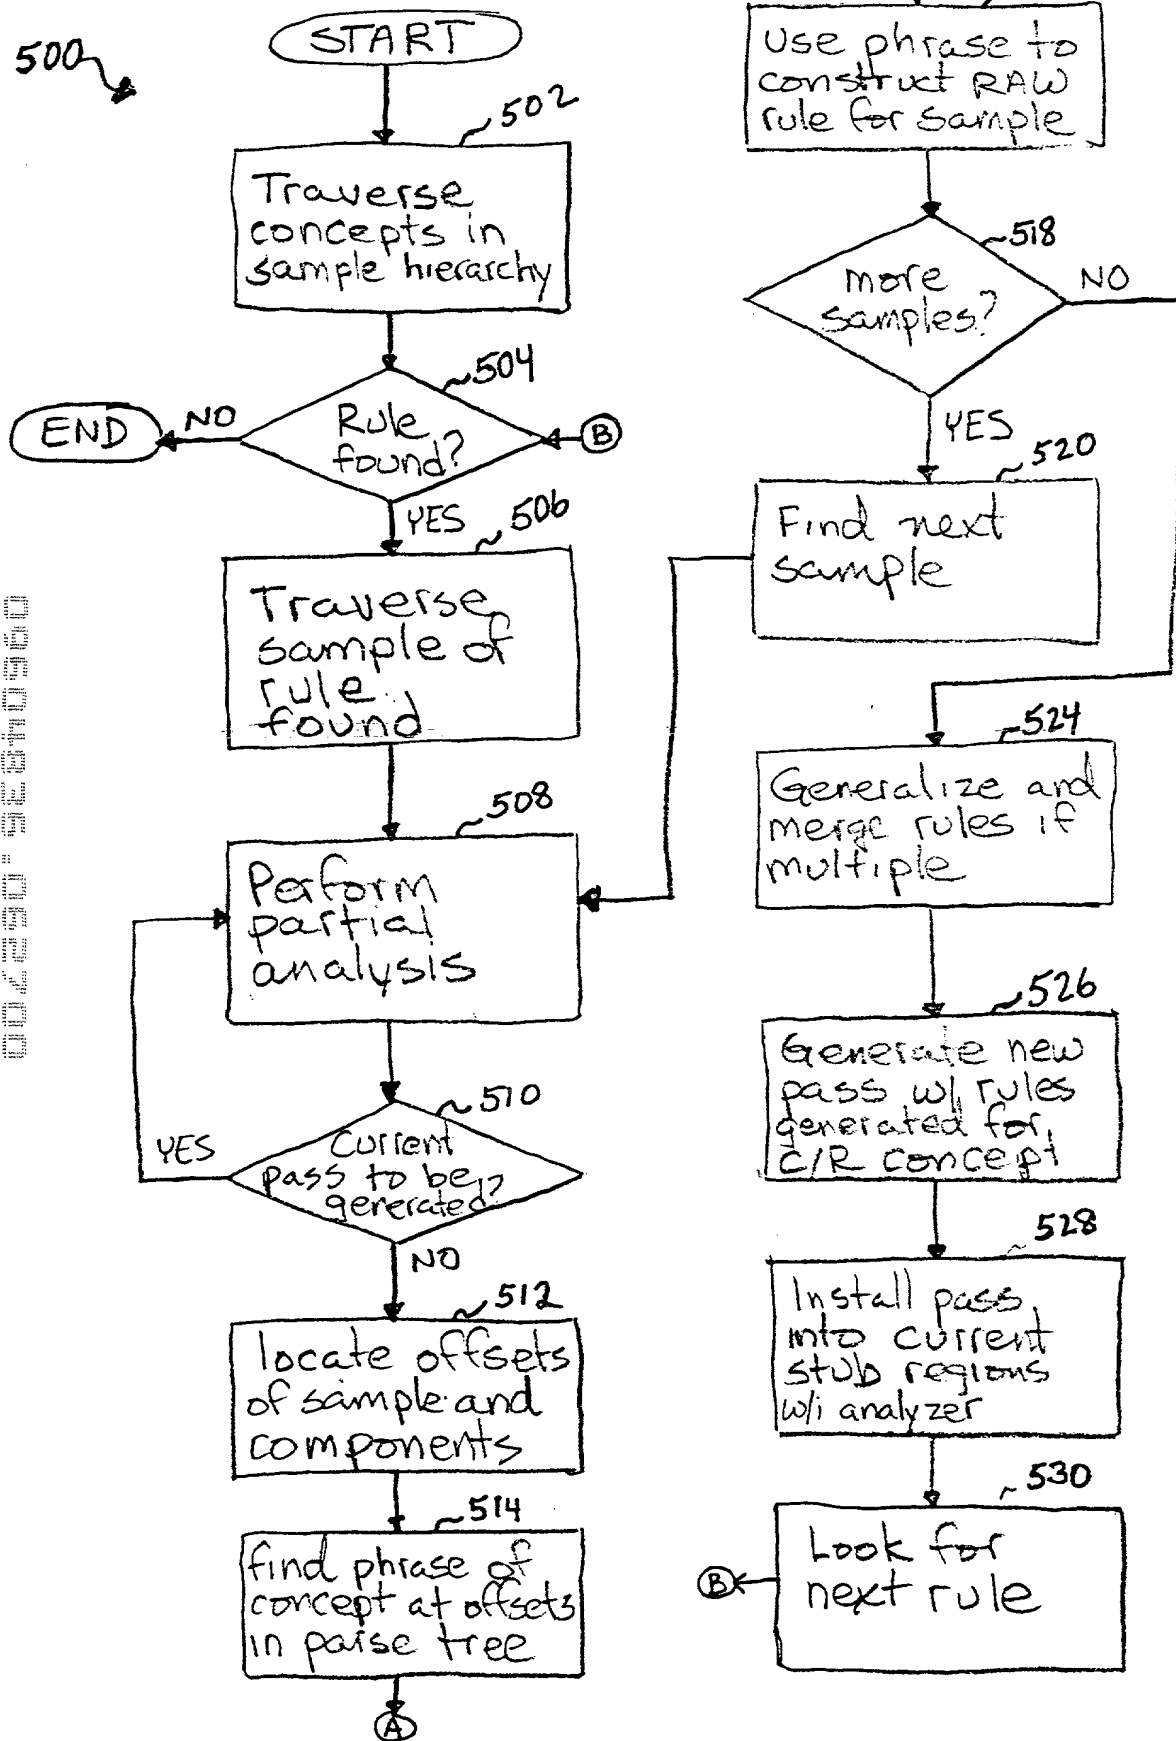 500
START
502
Traverse
concepts in
sample hierarchy
504
Rule
found?
NO
END
B
YES
506
Traverse
sample of
rule
found
508
Perform
partial
analysis
510
Current
pass to be
generated?
YES
NO
512
locate offsets
of sample and
components
514
find phrase of
concept at offsets
in parse tree
A
use phrase to
construct RAW
rule for sample
518
more
samples?
NO
YES
520
Find next
sample
524
Generalize and
merge rules if
multiple
526
Generate new
pass w/ rules
generated for
C/R concept
528
Install pass
into current
stub regions
w/i analyzer
530
Look for
next rule
B
09604835.062700